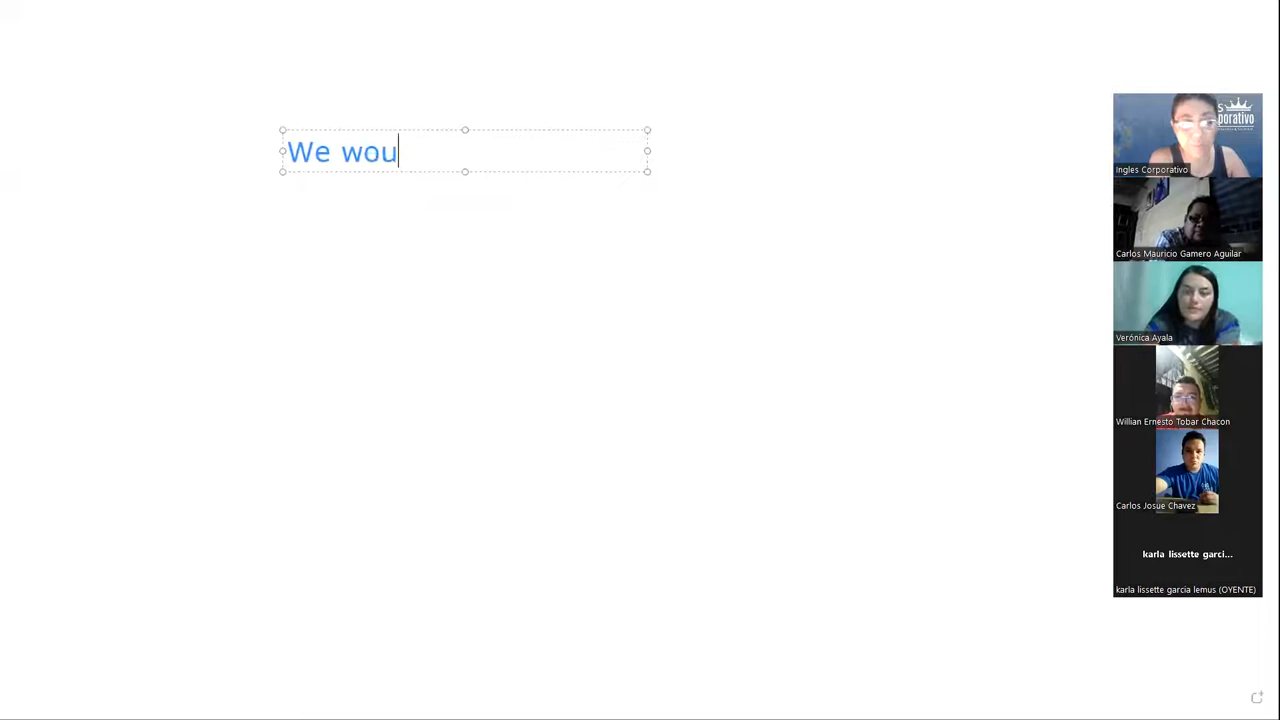 We wou
S
porativo
Ingles Corporativo
Carlos Mauricio Gamero Aguilar
Verónica Ayala
Willian Ernesto Tobar Chacon
Carlos Josue Chavez
karla lissette garci...
karla lissette garcia lemus (OYENTE)